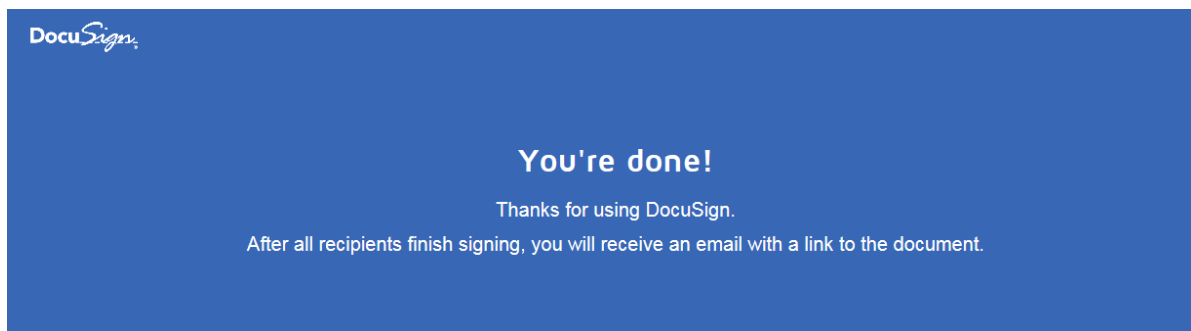 DocuSign
You're done!
Thanks for using DocuSign.
After all recipients finish signing, you will receive an email with a link to the document.